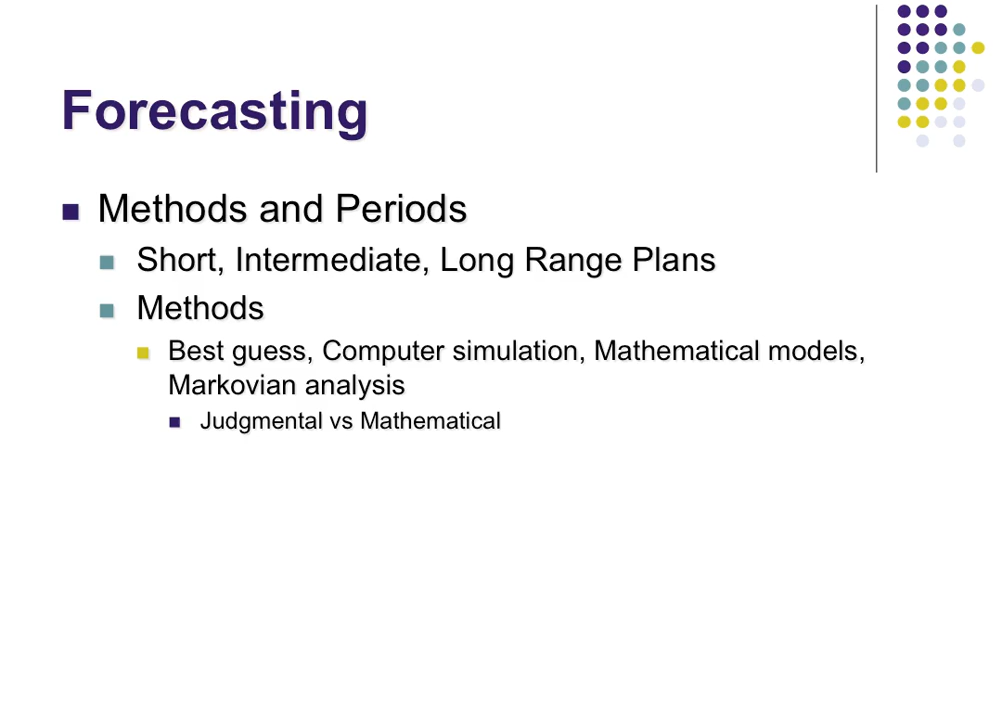 Forecasting
Methods and Periods
Short, Intermediate, Long Range Plans
Methods
Best guess, Computer simulation, Mathematical models,
Markovian analysis
Judgmental vs Mathematical